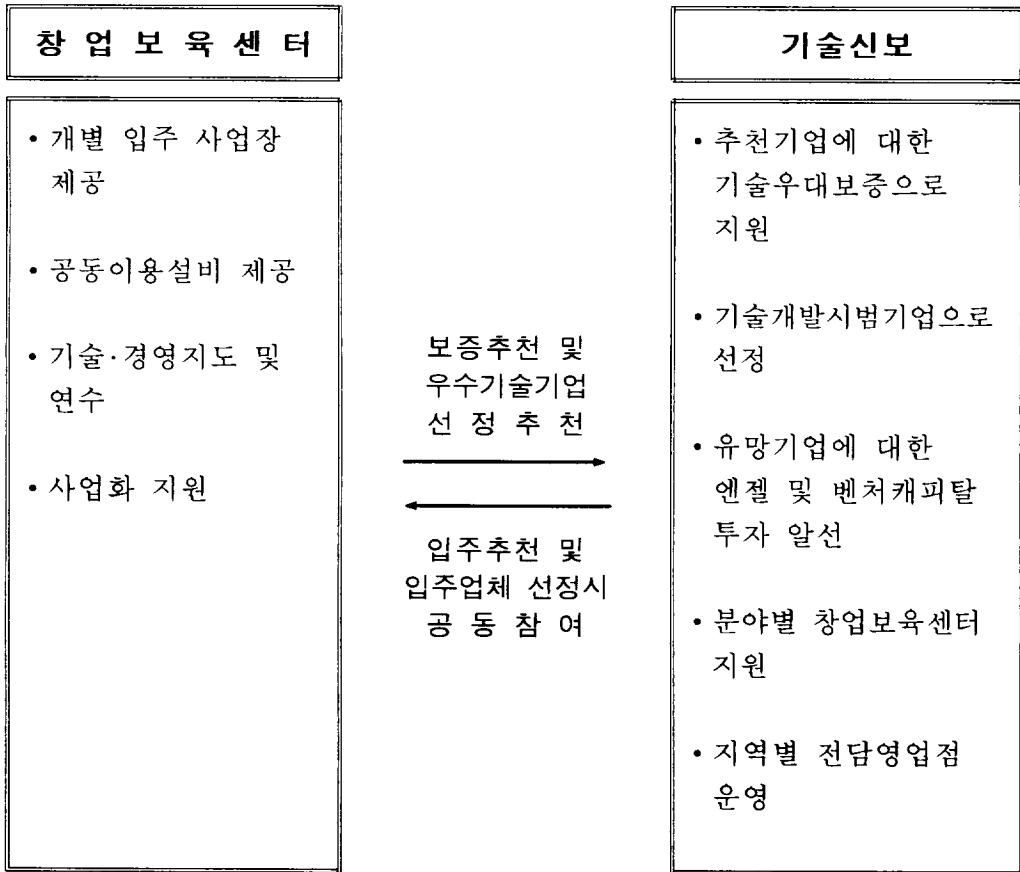 창 업 보 육 센 터
• 개별 입주 사업장
제공
• 공동이용설비 제공
• 기술·경영지도 및
연수
• 사업화 지원
보증추천 및
우수기술기업
선 정 추 천
입주추천 및
입주업체 선정시
공 동 참 여
기술신보
• 추천기업에 대한
기술우대보증으로
지원
• 기술개발시범기업으로
선정
• 유망기업에 대한
엔젤 및 벤처캐피탈
투자 알선
• 분야별 창업보육센터
지원
• 지역별 전담영업점
운영